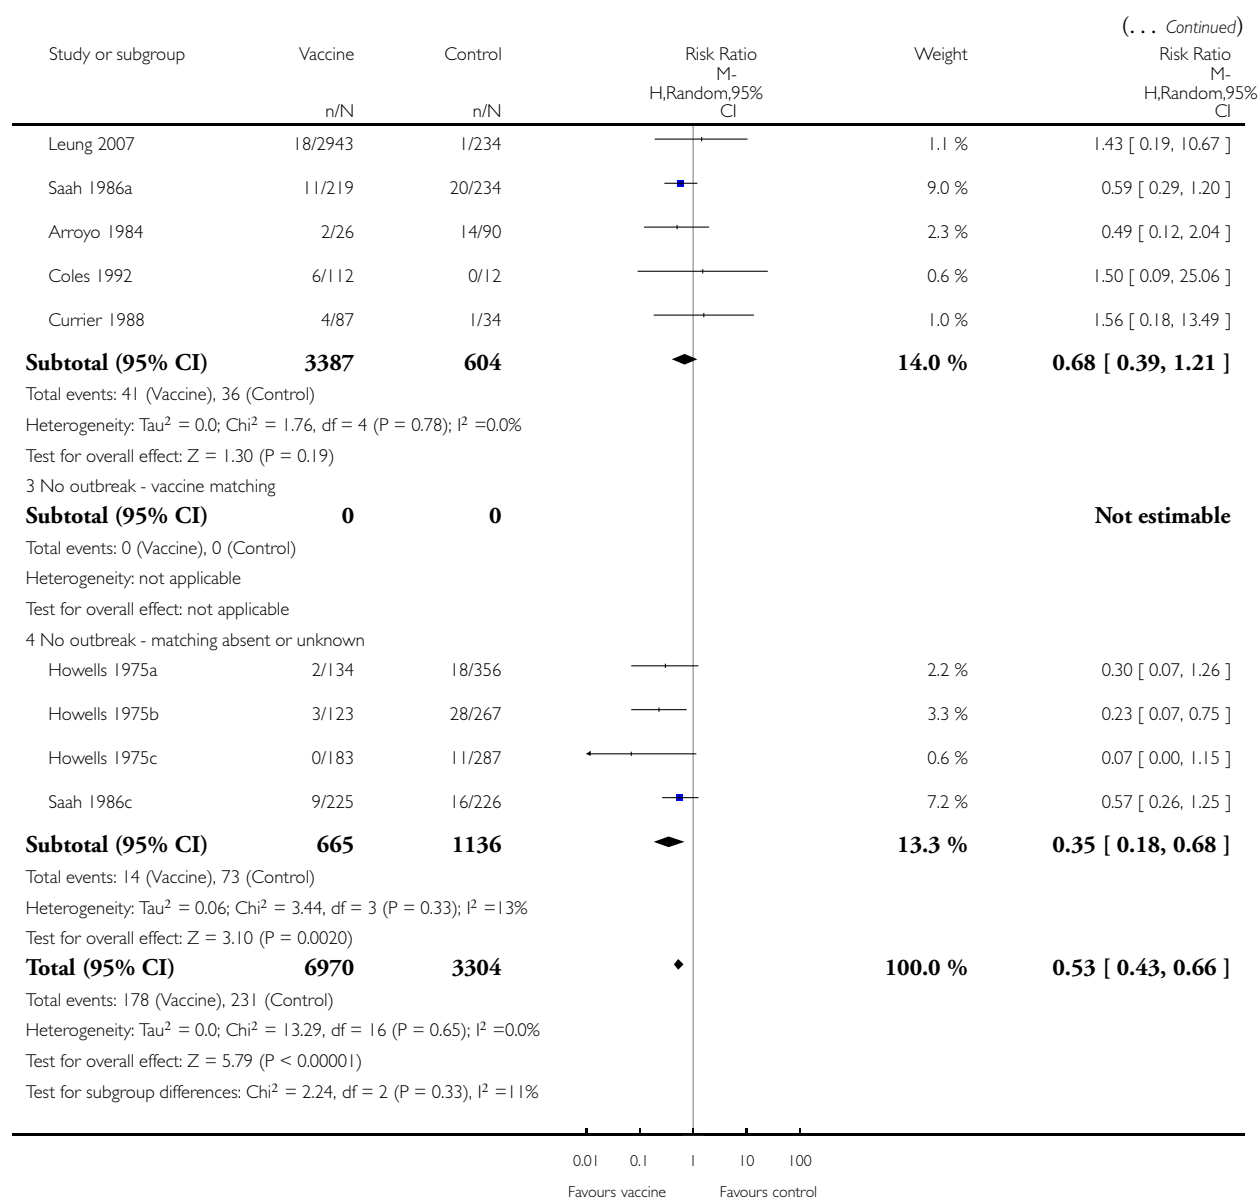 (... Continued)
Study or subgroup Vaccine Control Risk Ratio Weight Risk Ratio
M- M-
H,Random,95% H,Random,95%
n/N n/N CI CI
Leung 2007 18/2943 1/234 1.1 % 1.43 [ 0.19, 10.67 ]
Saah 1986a 11/219 20/234 9.0 % 0.59 [ 0.29, 1.20 ]
Arroyo 1984 2/26 14/90 2.3 % 0.49 [ 0.12, 2.04 ]
Coles 1992 6/112 0/12 0.6 % 1.50 [ 0.09, 25.06 ]
Currier 1988 4/87 1/34 1.0 % 1.56 [ 0.18, 13.49 ]
Subtotal (95% CI) 3387 604 14.0 % 0.68 [ 0.39, 1.21 ]
Total events: 41 (Vaccine), 36 (Control)
Heterogeneity: Tau² = 0.0; Chi² = 1.76, df = 4 (P = 0.78); I² =0.0%
Test for overall effect: Z = 1.30 (P = 0.19)
3 No outbreak - vaccine matching
Subtotal (95% CI) 0 0 Not estimable
Total events: 0 (Vaccine), 0 (Control)
Heterogeneity: not applicable
Test for overall effect: not applicable
4 No outbreak - matching absent or unknown
Howells 1975a 2/134 18/356 2.2 % 0.30 [ 0.07, 1.26 ]
Howells 1975b 3/123 28/267 3.3 % 0.23 [ 0.07, 0.75 ]
Howells 1975c 0/183 11/287 0.6 % 0.07 [ 0.00, 1.15 ]
Saah 1986c 9/225 16/226 7.2 % 0.57 [ 0.26, 1.25 ]
Subtotal (95% CI) 665 1136 13.3 % 0.35 [ 0.18, 0.68 ]
Total events: 14 (Vaccine), 73 (Control)
Heterogeneity: Tau² = 0.06; Chi² = 3.44, df = 3 (P = 0.33); I² =13%
Test for overall effect: Z = 3.10 (P = 0.0020)
Total (95% CI) 6970 3304 100.0 % 0.53 [ 0.43, 0.66 ]
Total events: 178 (Vaccine), 231 (Control)
Heterogeneity: Tau² = 0.0; Chi² = 13.29, df = 16 (P = 0.65); I² =0.0%
Test for overall effect: Z = 5.79 (P < 0.00001)
Test for subgroup differences: Chi² = 2.24, df = 2 (P = 0.33), I² =11%
0.01 0.1 1 10 100
Favours vaccine Favours control